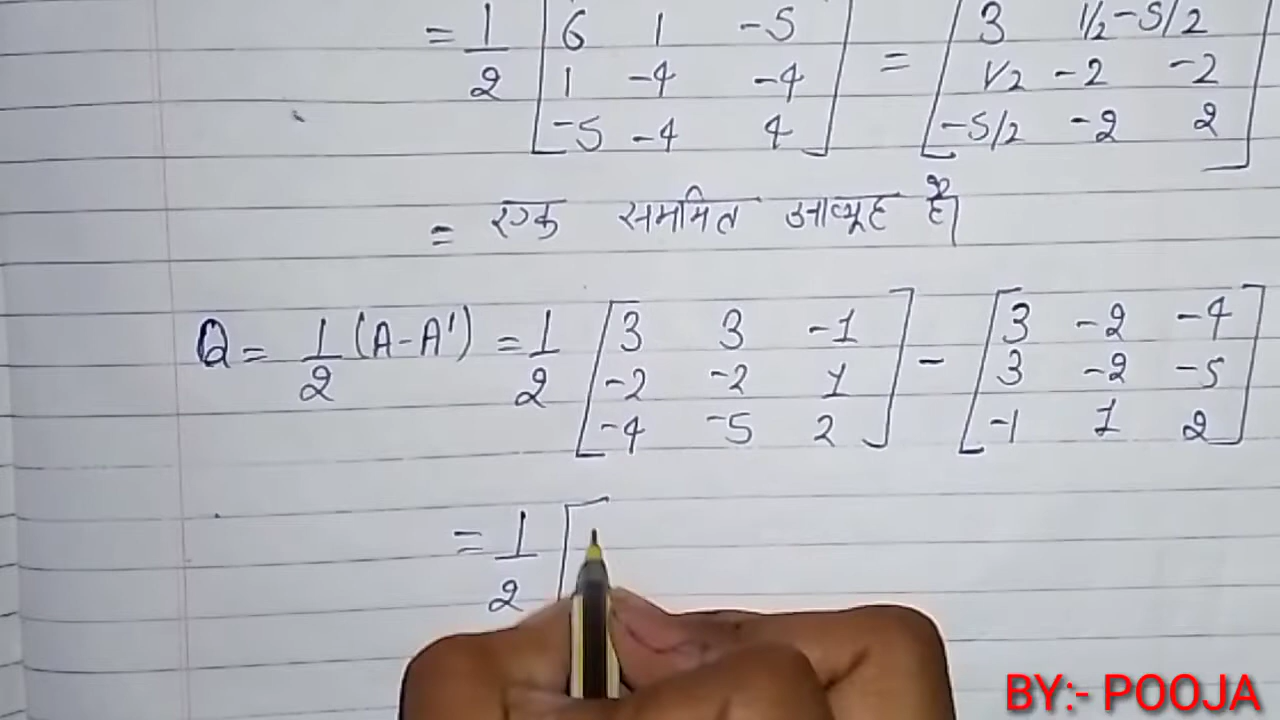 = 1/2 [6 1 -5 = [3 1/2 -5/2
1 -4 -4 1/2 -2 -2
-5 -4 4] -5/2 -2 2]
= एक सममित आव्यूह है।
Q = 1/2 (A-A') = 1/2 [3 3 -1 - [3 -2 -4
-2 -2 1 3 -2 -5
-4 -5 2] -1 1 2]
= 1/2 [
BY:- POOJA